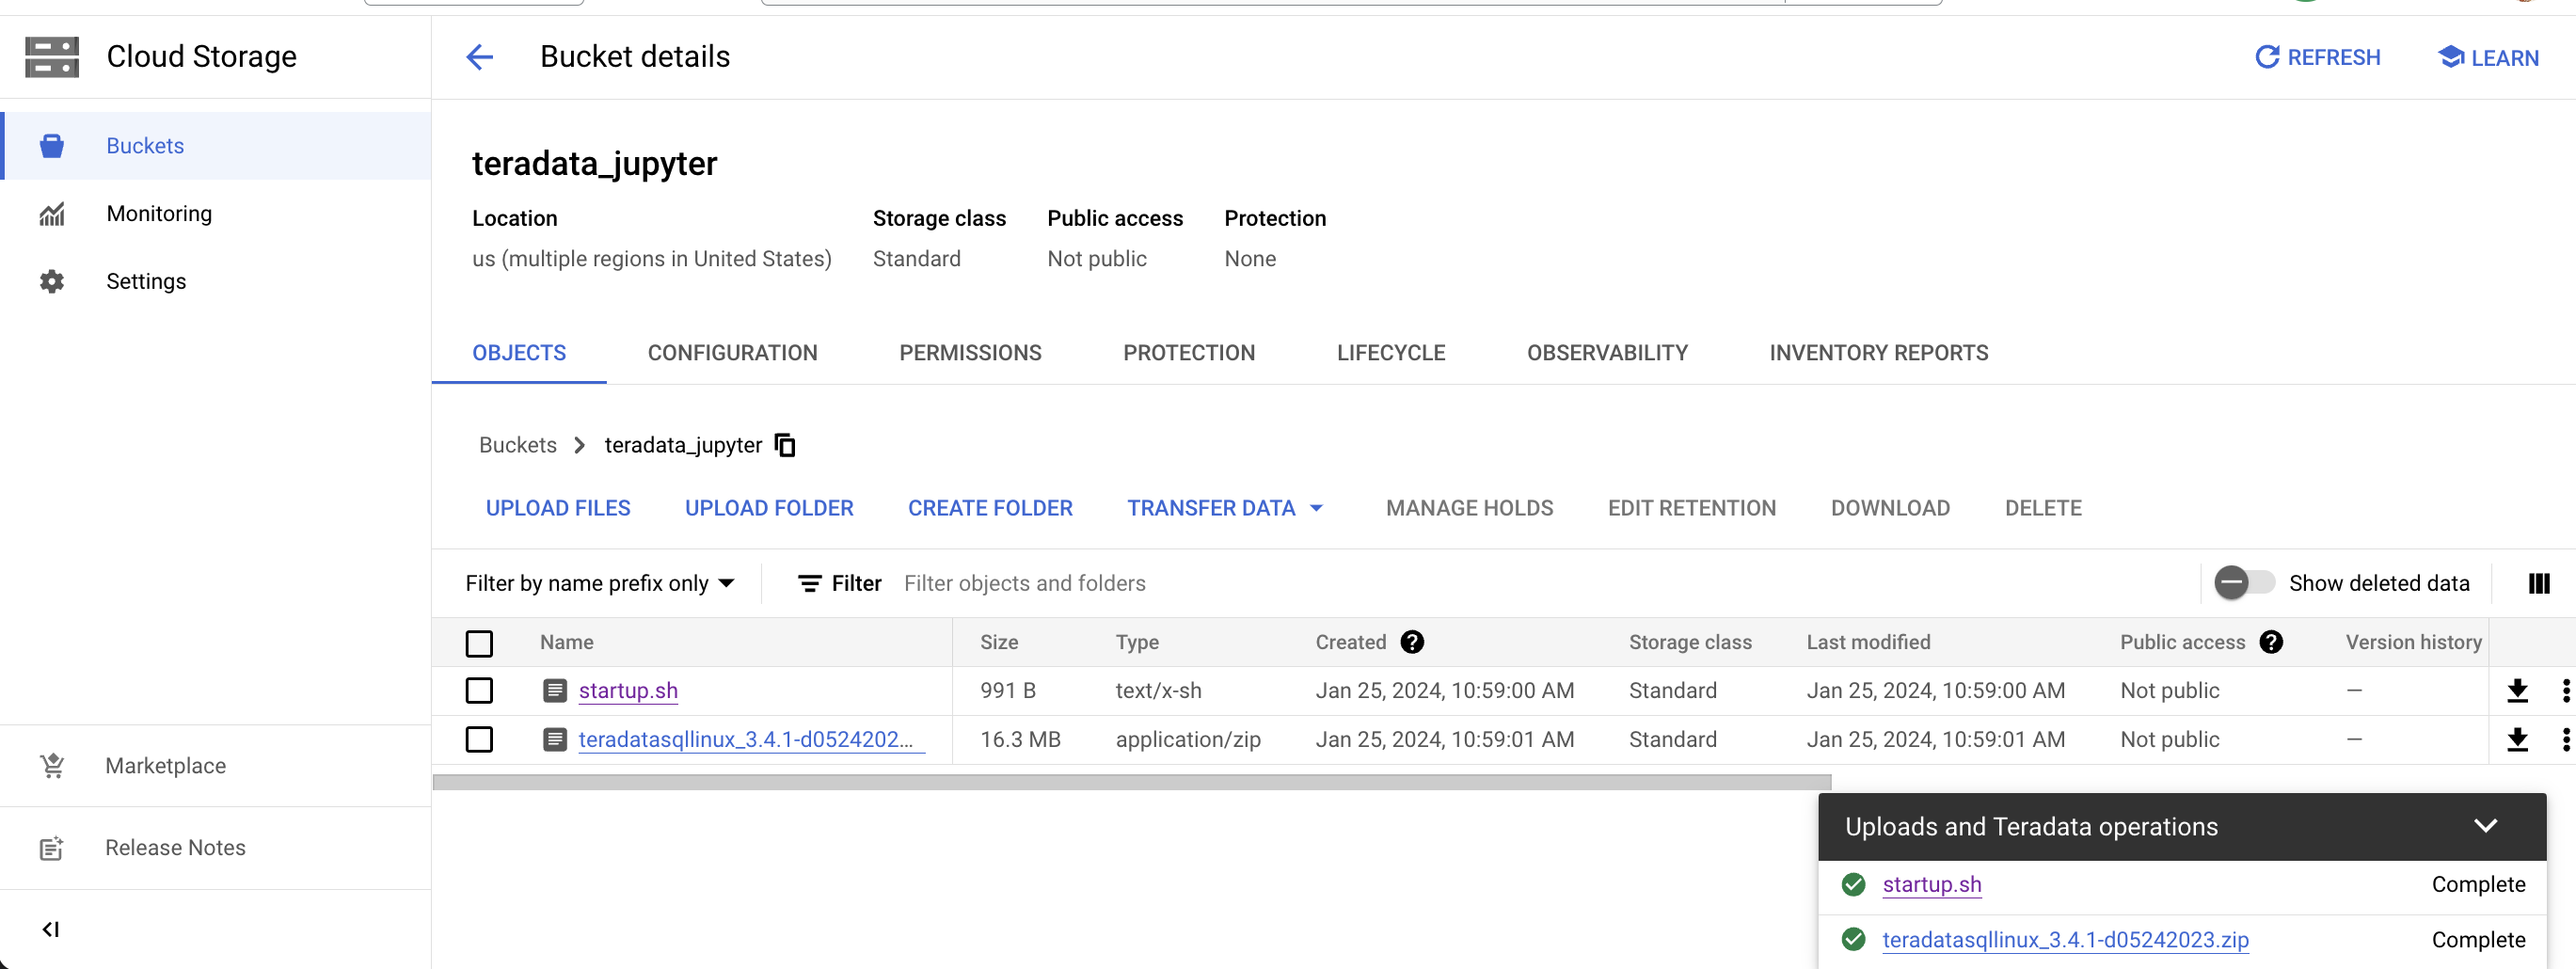 Cloud Storage
Bucket details
REFRESH
LEARN
Buckets
Monitoring
Settings
Marketplace
Release Notes
teradata_jupyter
Location Storage class Public access Protection
us (multiple regions in United States) Standard Not public None
OBJECTS CONFIGURATION PERMISSIONS PROTECTION LIFECYCLE OBSERVABILITY INVENTORY REPORTS
Buckets > teradata_jupyter
UPLOAD FILES UPLOAD FOLDER CREATE FOLDER TRANSFER DATA MANAGE HOLDS EDIT RETENTION DOWNLOAD DELETE
Filter by name prefix only Filter Filter objects and folders Show deleted data
Name Size Type Created ? Storage class Last modified Public access ? Version history
startup.sh 991 B text/x-sh Jan 25, 2024, 10:59:00 AM Standard Jan 25, 2024, 10:59:00 AM Not public —
teradatasqllinux_3.4.1-d0524202... 16.3 MB application/zip Jan 25, 2024, 10:59:01 AM Standard Jan 25, 2024, 10:59:01 AM Not public —
Uploads and Teradata operations
startup.sh Complete
teradatasqllinux_3.4.1-d05242023.zip Complete